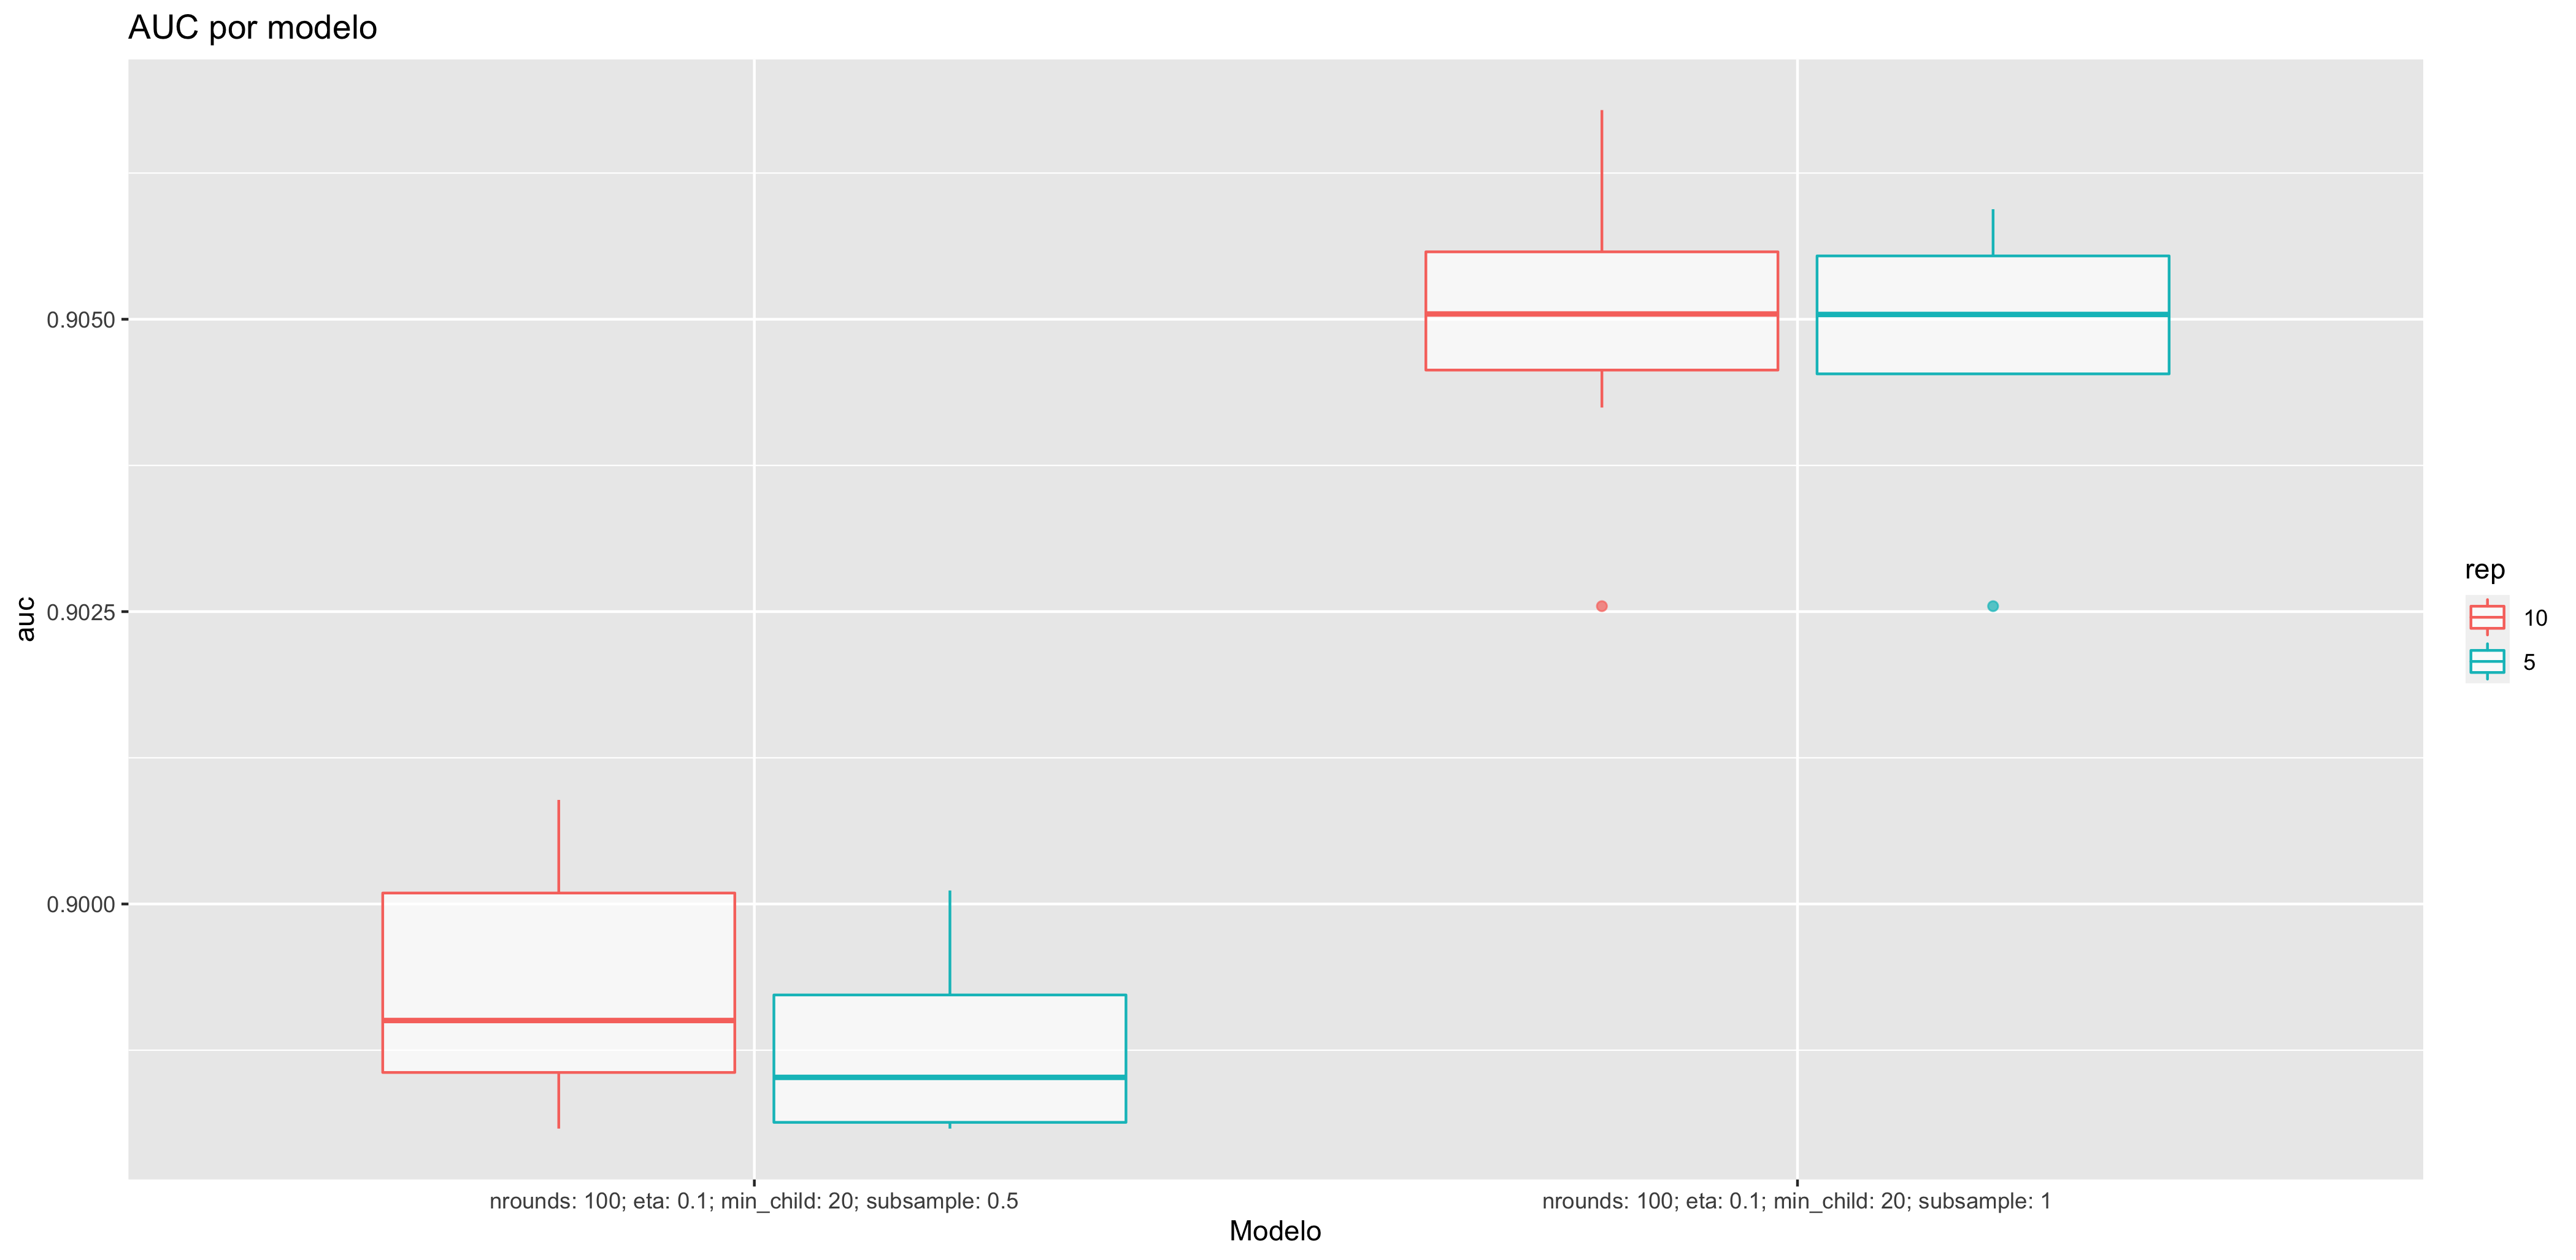 AUC por modelo
auc
0.9050
0.9025
0.9000
nrounds: 100; eta: 0.1; min_child: 20; subsample: 0.5
nrounds: 100; eta: 0.1; min_child: 20; subsample: 1
Modelo
rep
10
5